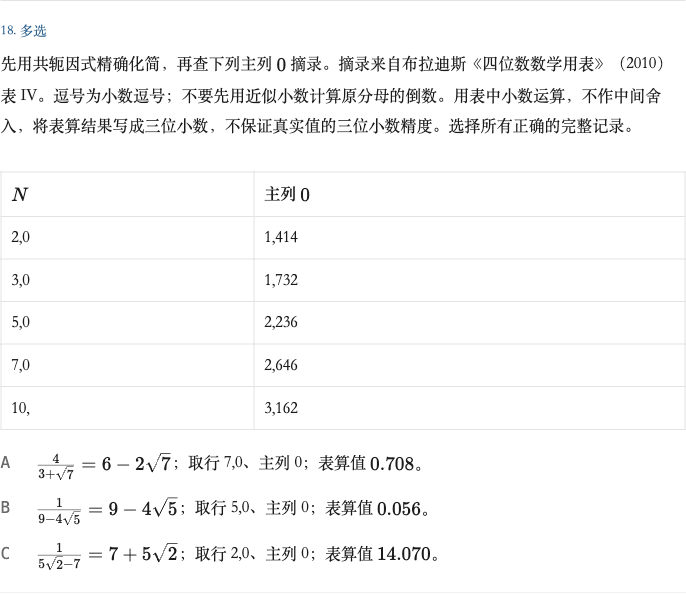 18. 多选
先用共轭因式精确化简，再查下列主列 0 摘录。摘录来自布拉迪斯《四位数数学用表》（2010）
表 IV。逗号为小数逗号；不要先用近似小数计算原分母的倒数。用表中小数运算，不作中间舍
入，将表算结果写成三位小数，不保证真实值的三位小数精度。选择所有正确的完整记录。
N 主列 0
2,0 1,414
3,0 1,732
5,0 2,236
7,0 2,646
10, 3,162
A 4/(3+√7) = 6 − 2√7；取行 7,0、主列 0；表算值 0.708。
B 1/(9−4√5) = 9 − 4√5；取行 5,0、主列 0；表算值 0.056。
C 1/(5√2−7) = 7 + 5√2；取行 2,0、主列 0；表算值 14.070。